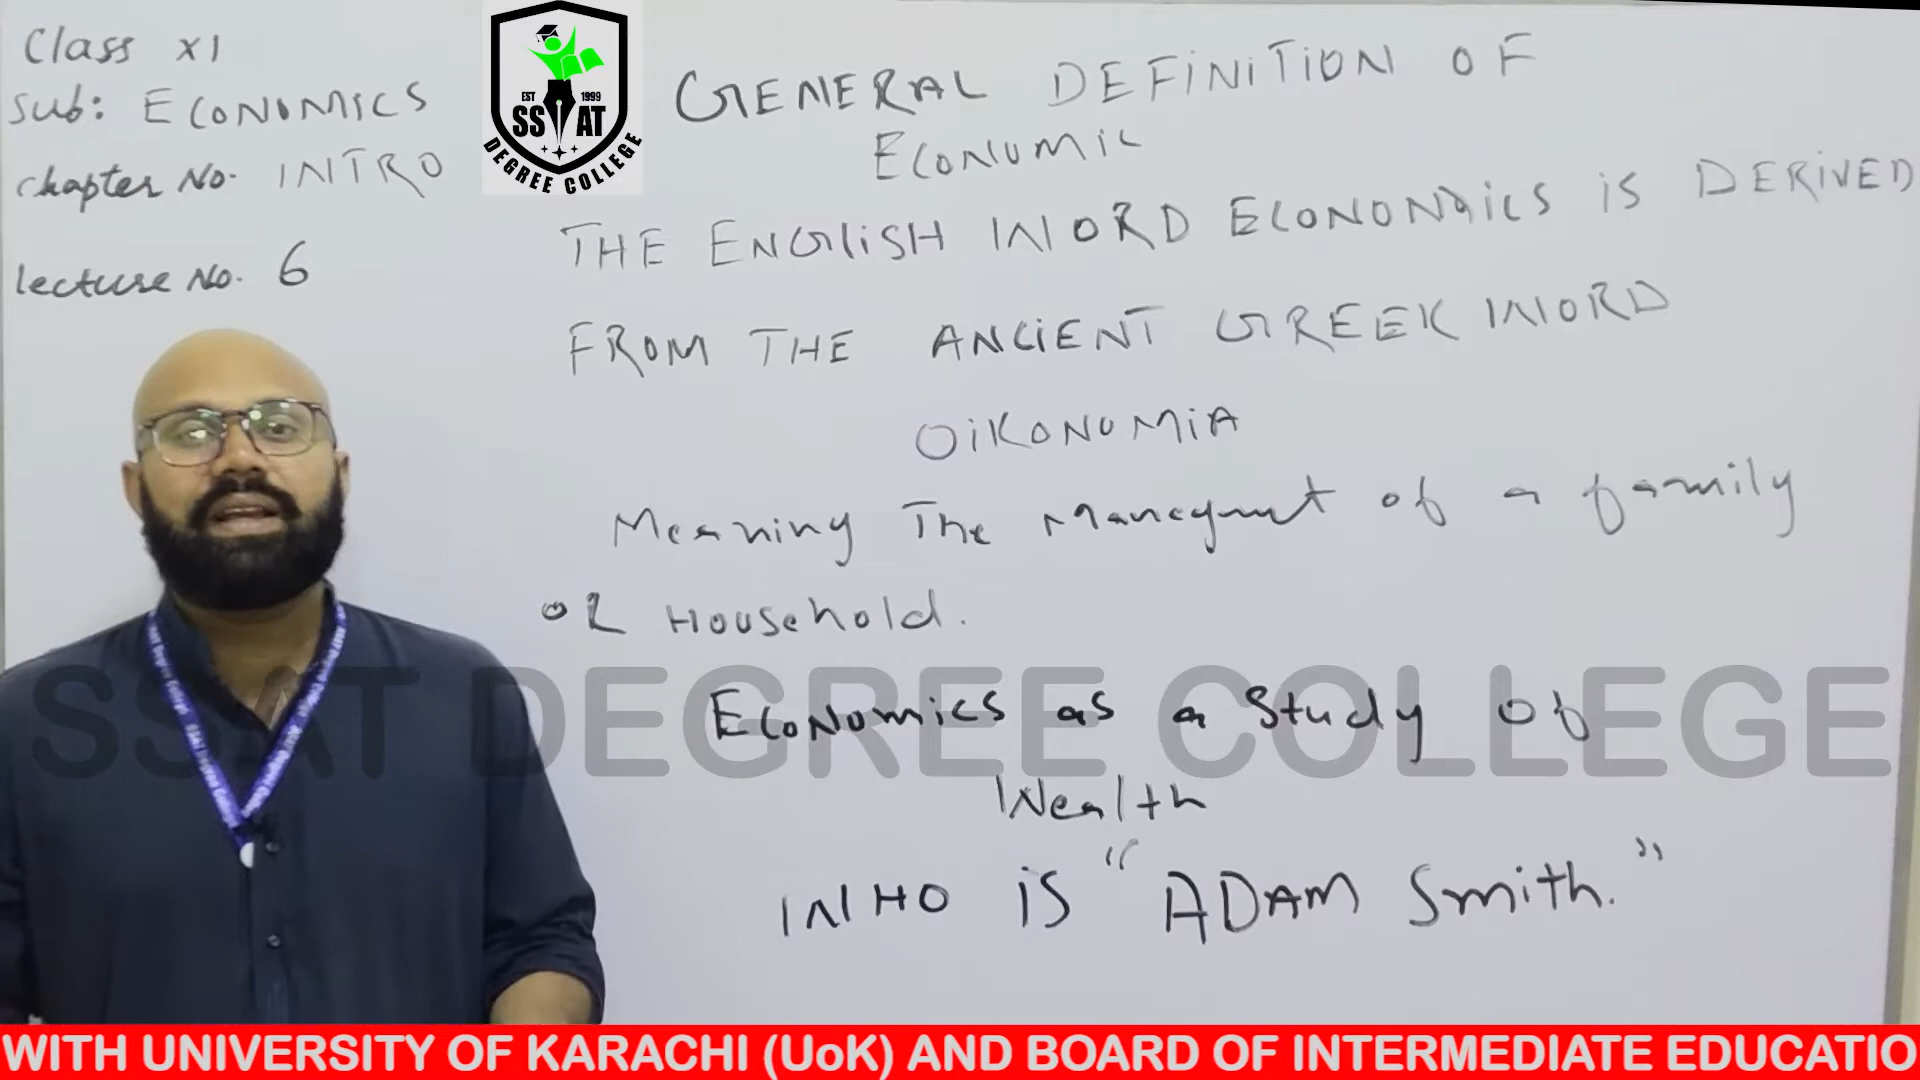 Class XI
Sub: ECONOMICS
Chapter No. INTRO
Lecture No. 6
EST 1999
SSAT
DEGREE COLLEGE
GENERAL DEFINITION OF
ECONOMIC
THE ENGLISH WORD ECONOMICS IS DERIVED
FROM THE ANCIENT GREEK WORD
OIKONOMIA
Meaning The Managment of a family
OR Household.
Economics as a Study of
Wealth
WHO IS "ADAM Smith."
SSAT DEGREE COLLEGE
WITH UNIVERSITY OF KARACHI (UoK) AND BOARD OF INTERMEDIATE EDUCATIO